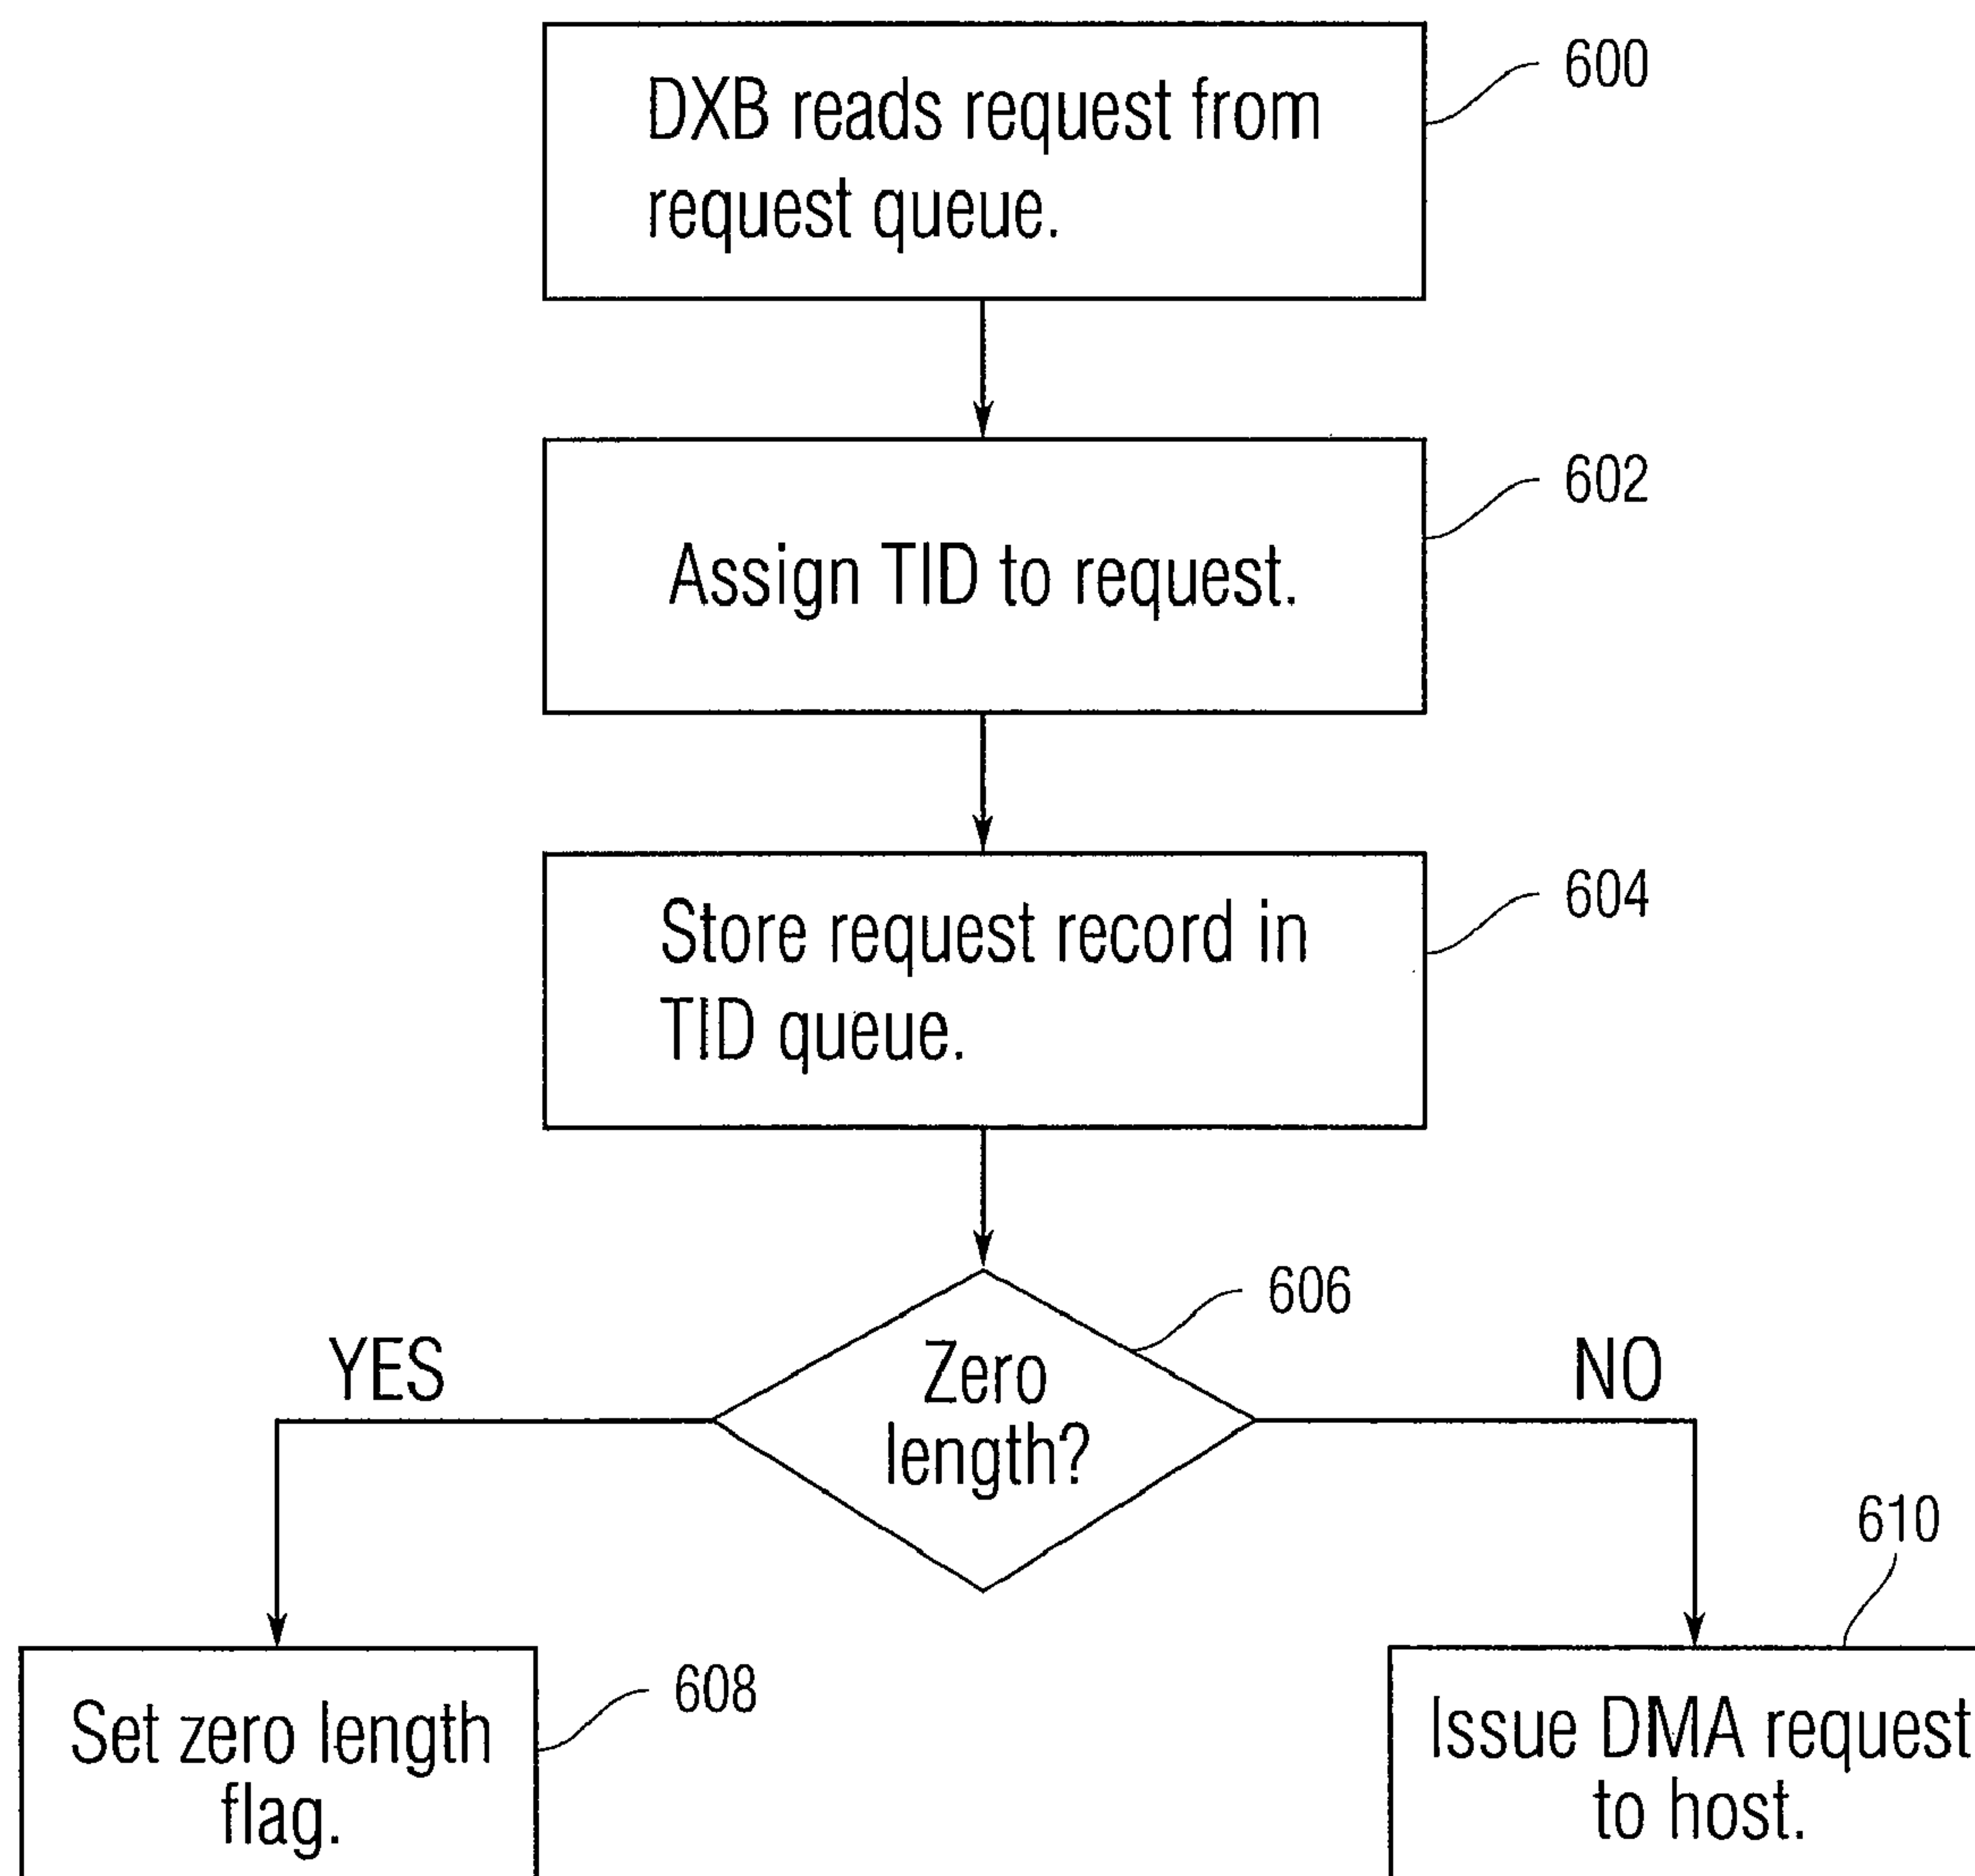 DXB reads request from
request queue.
600
Assign TID to request.
602
Store request record in
TID queue.
604
606
YES
Zero
length?
NO
610
Set zero length
flag.
608
Issue DMA request
to host.